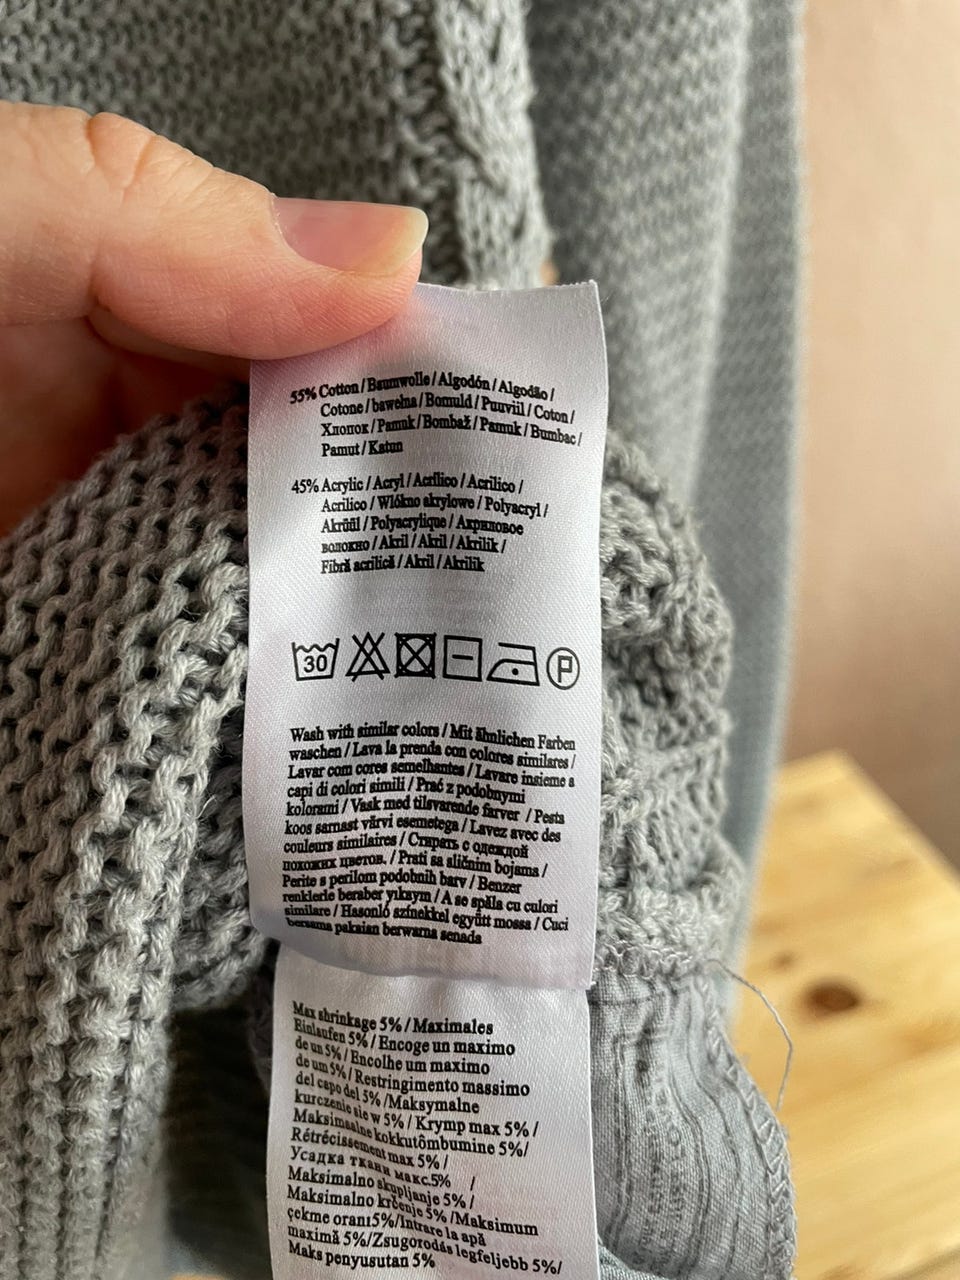 55% Cotton / Baumwolle / Algodón / Algodão /
Cotone / bawełna / Bomuld / Puuviil / Coton /
Хлопок / Pamuk / Bombaž / Pamuk / Bumbac /
Pamut / Katun
45% Acrylic / Acryl / Acrílico / Acrilico /
Acrilico / Włókno akrylowe / Polyacryl /
Akrüül / Polyacrylique / Акриловое
волокно / Akril / Akril / Akrilik /
Fibră acrilică / Akril / Akrilik
30 P
Wash with similar colors / Mit ähnlichen Farben
waschen / Lava la prenda con colores similares /
Lavar com cores semelhantes / Lavare insieme a
capi di colori simili / Prać z podobnymi
kolorami / Vask med tilsvarende farver / Pesta
koos sarnast värvi esemetega / Lavez avec des
couleurs similaires / Стирать с одеждой
похожих цветов. / Prati sa sličnim bojama /
Perite s perilom podobnih barv / Benzer
renklerle beraber yıkayın / A se spăla cu culori
similare / Hasonló színekkel együtt mossa / Cuci
bersama pakaian berwarna senada
Max shrinkage 5% / Maximales
Einlaufen 5% / Encoge un maximo
de un 5% / Encolhe um maximo
de um 5% / Restringimento massimo
del capo del 5% /Maksymalne
kurczenie sie w 5% / Krymp max 5% /
Maksimaalne kokkutõmbumine 5%/
Rétrécissement max 5% /
Усадка ткани макс.5% /
Maksimalno skupljanje 5% /
Maksimalno krčenje 5% /Maksimum
çekme oranı5%/Intrare la apă
maximă 5%/Zsugorodás legfeljebb 5%/
Maks penyusutan 5%